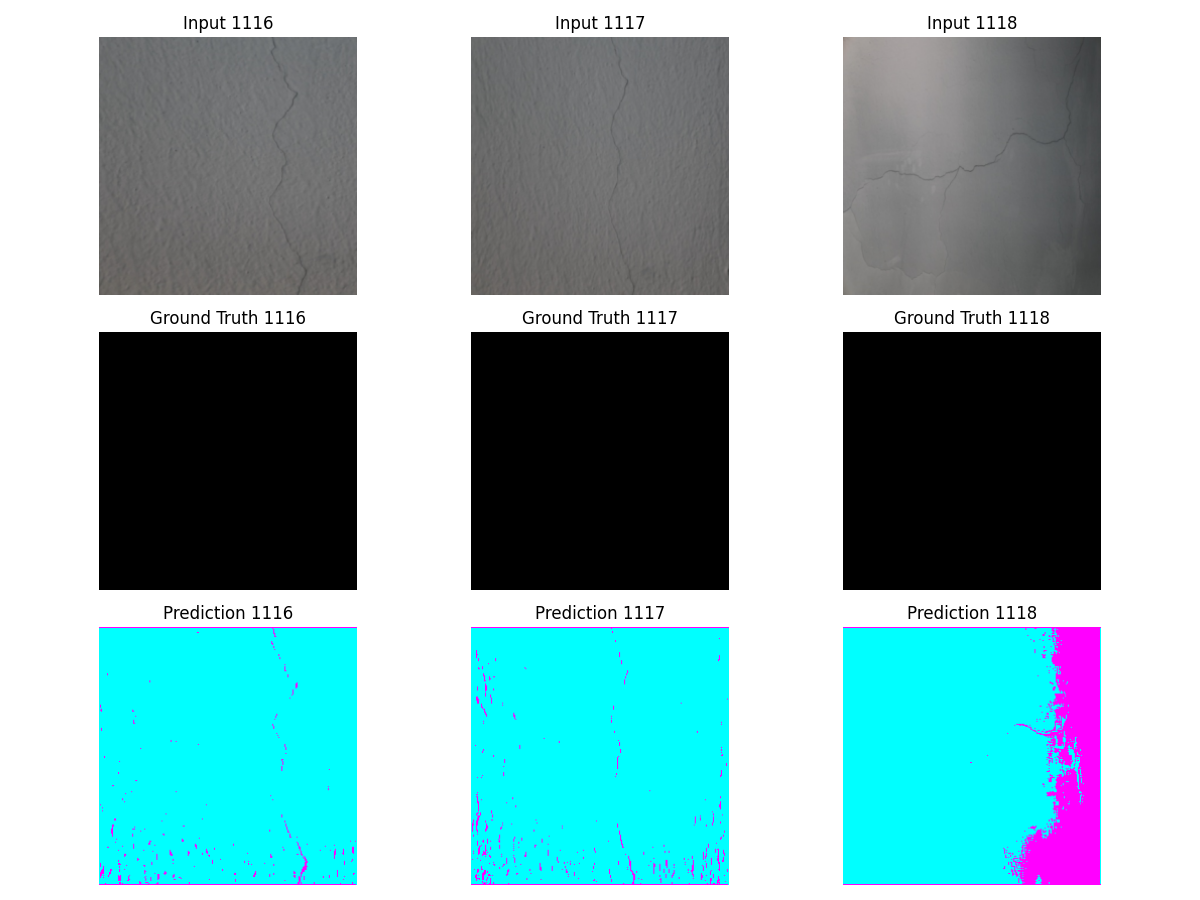 Input 1116
Input 1117
Input 1118
Ground Truth 1116
Ground Truth 1117
Ground Truth 1118
Prediction 1116
Prediction 1117
Prediction 1118